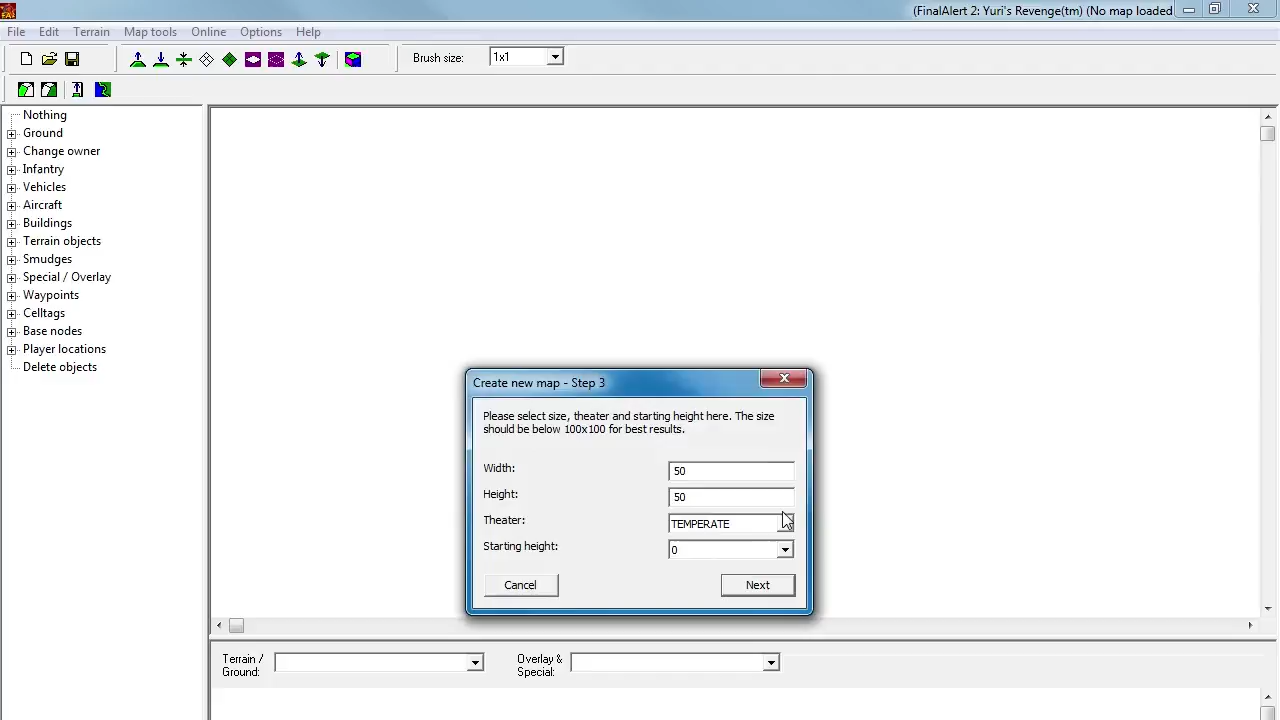 (FinalAlert 2: Yuri's Revenge(tm) (No map loaded
File Edit Terrain Map tools Online Options Help
Brush size: 1x1
Nothing
Ground
Change owner
Infantry
Vehicles
Aircraft
Buildings
Terrain objects
Smudges
Special / Overlay
Waypoints
Celltags
Base nodes
Player locations
Delete objects
Create new map - Step 3
Please select size, theater and starting height here. The size
should be below 100x100 for best results.
Width: 50
Height: 50
Theater: TEMPERATE
Starting height: 0
Cancel Next
Terrain / Overlay &
Ground: Special: